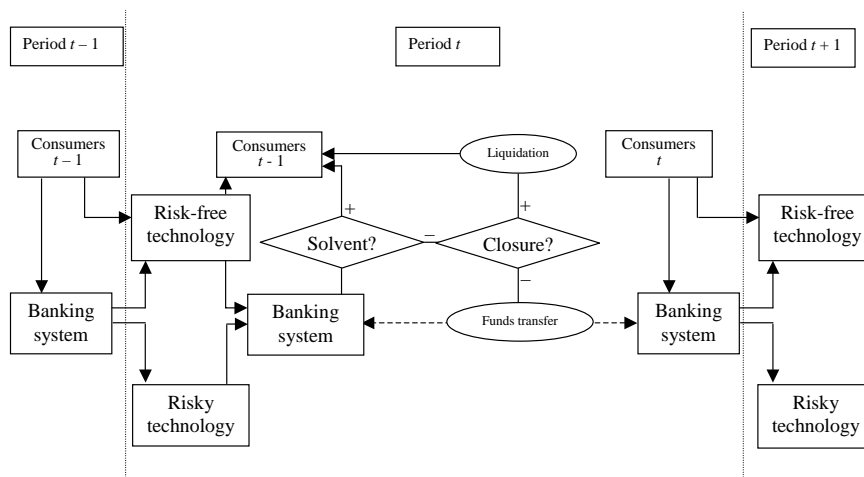 Period t – 1
Period t
Period t + 1
Consumers
t – 1
Consumers
t - 1
Liquidation
Consumers
t
+
+
Risk-free
technology
Solvent?
–
Closure?
Risk-free
technology
–
Banking
system
Banking
system
Funds transfer
Banking
system
Risky
technology
Risky
technology